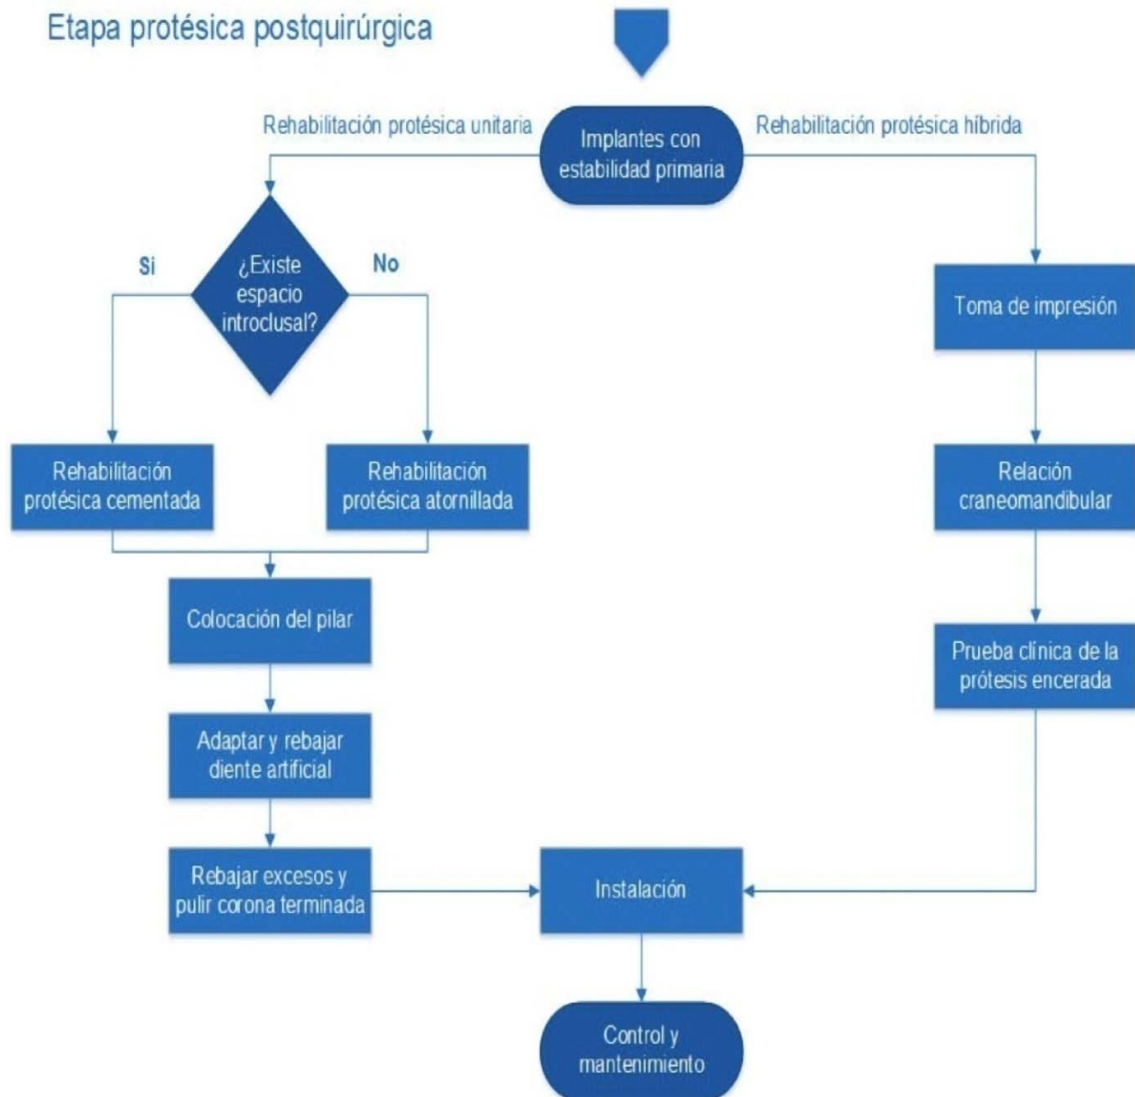 Etapa protésica postquirúrgica
Rehabilitación protésica unitaria
Implantes con
estabilidad primaria
Rehabilitación protésica híbrida
Si
¿Existe
espacio
introclusal?
No
Toma de impresión
Rehabilitación
protésica cementada
Rehabilitación
protésica atornillada
Relación
craneomandibular
Colocación del pilar
Prueba clínica de la
prótesis encerada
Adaptar y rebajar
diente artificial
Rebajar excesos y
pulir corona terminada
Instalación
Control y
mantenimiento